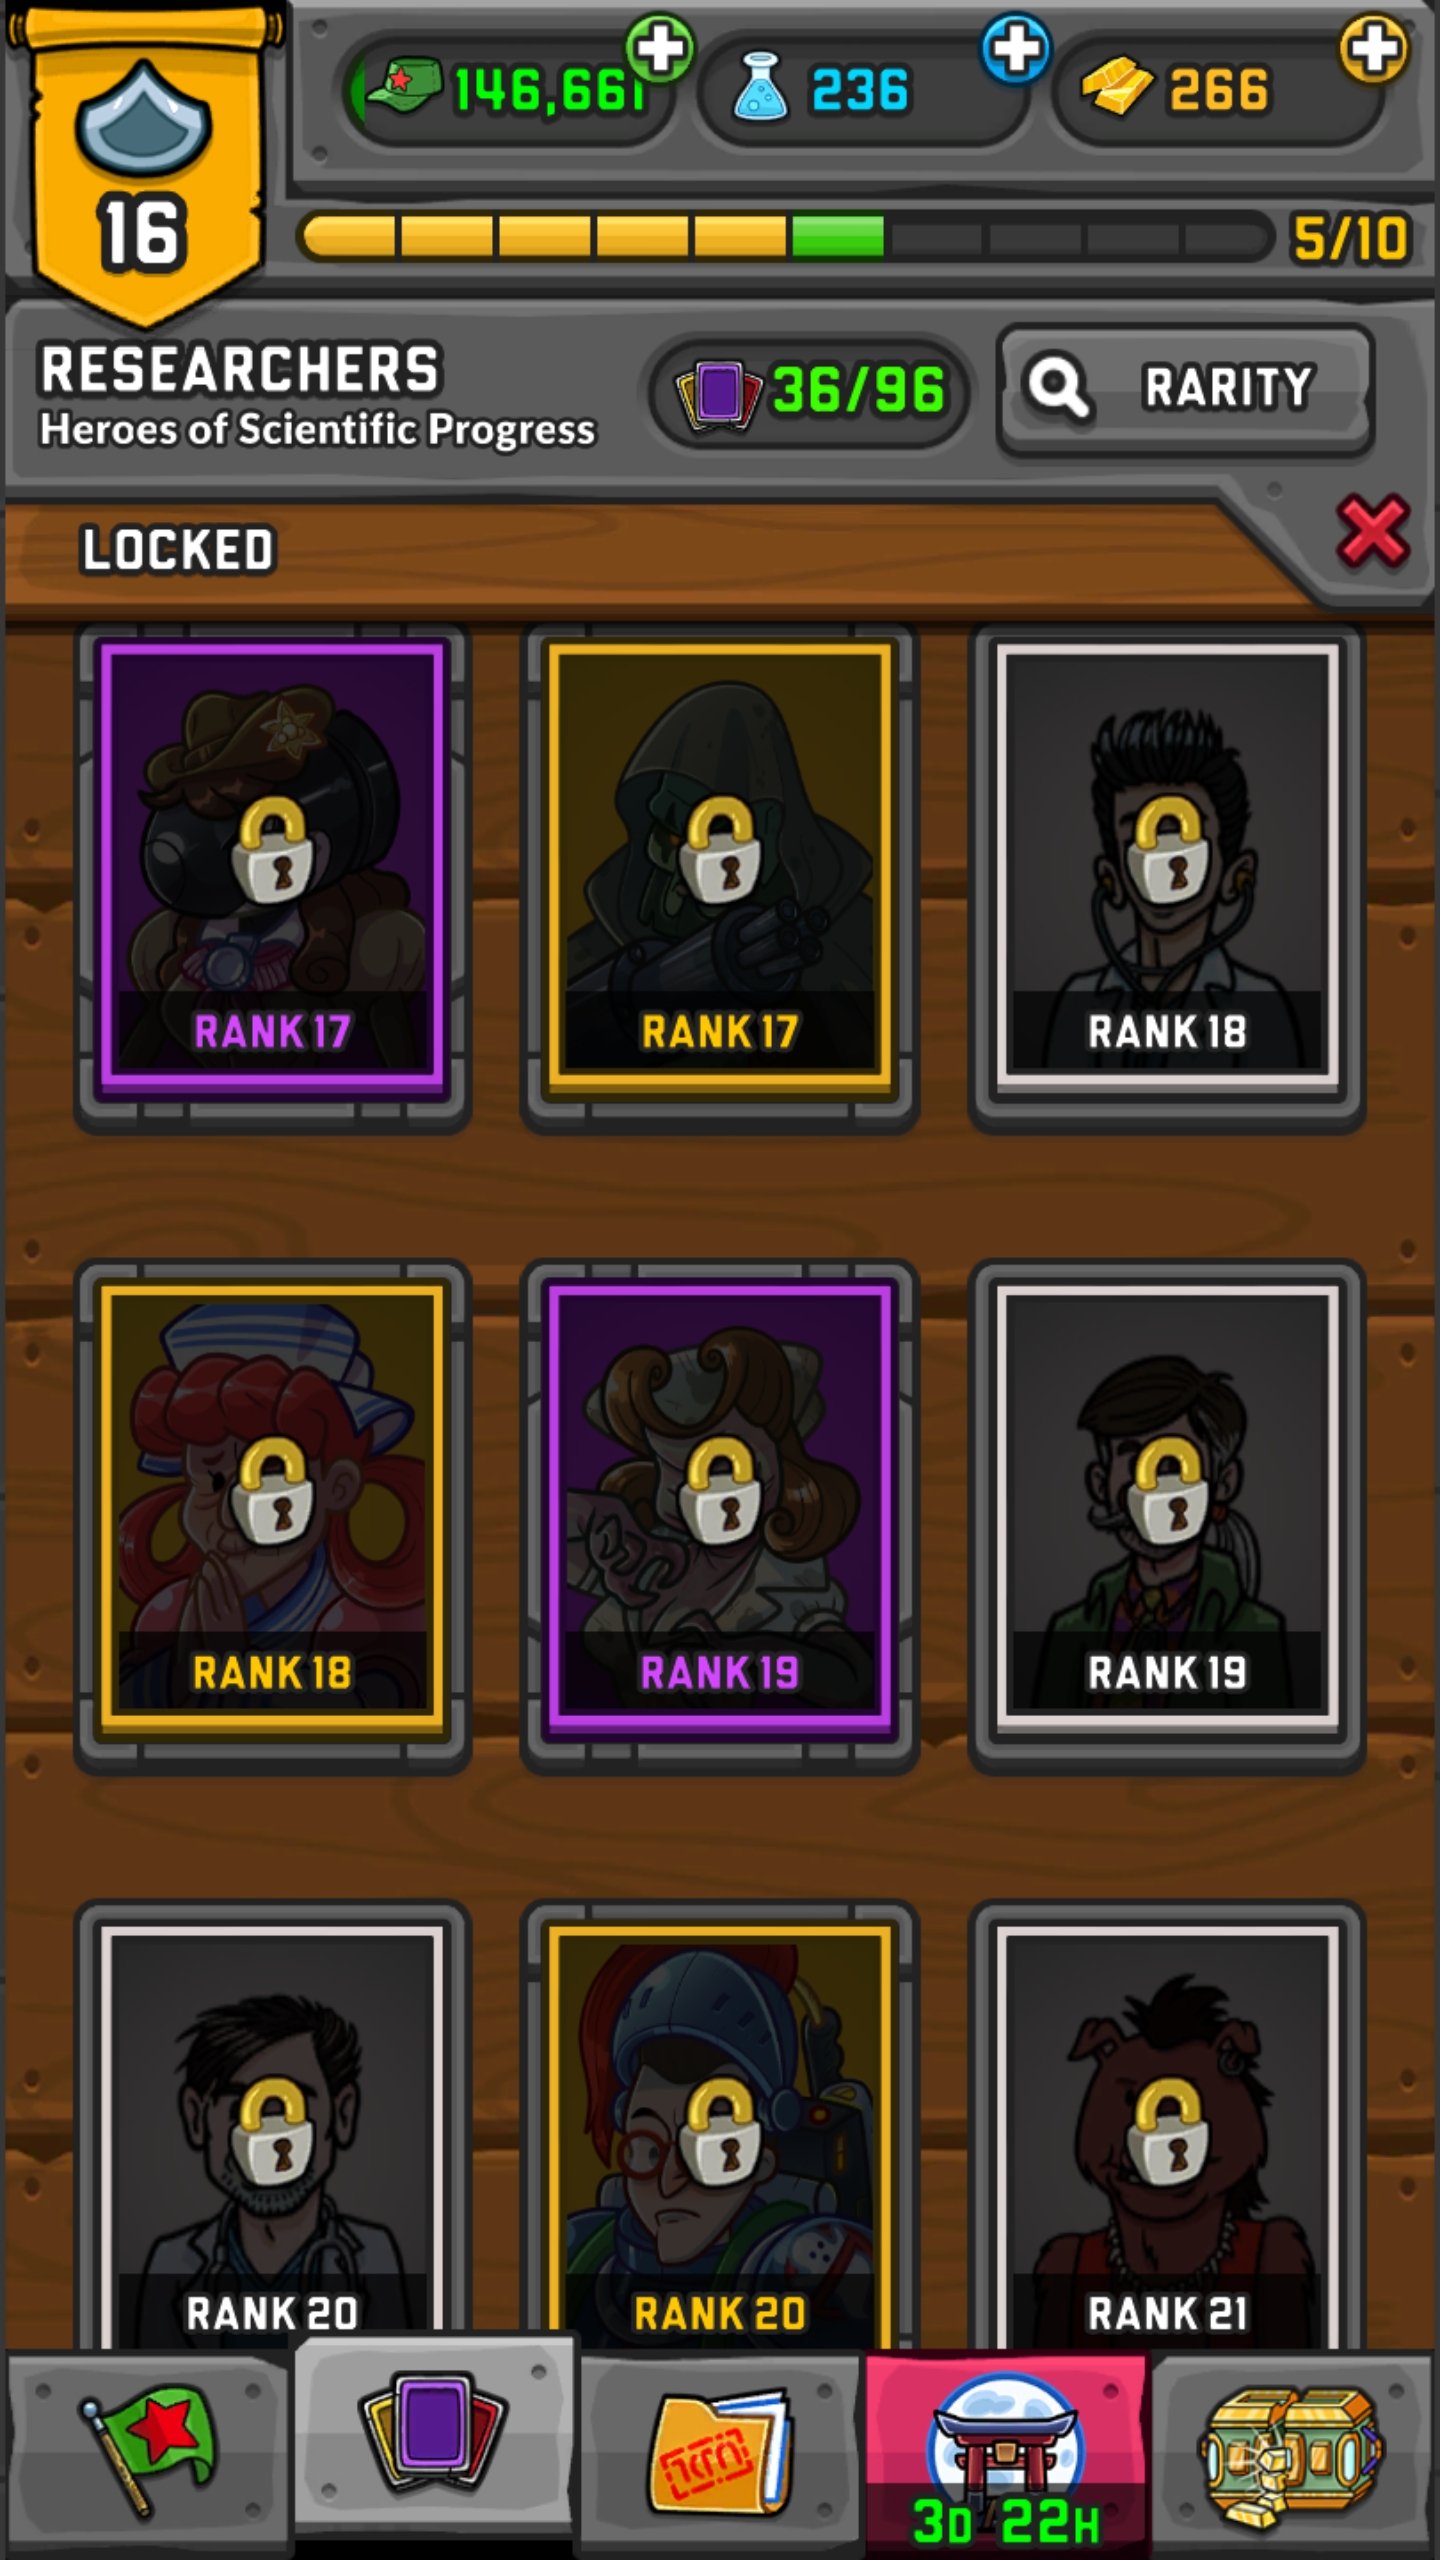 146,661
236
266
16
5/10
RESEARCHERS
Heroes of Scientific Progress
36/96
RARITY
LOCKED
RANK 17
RANK 17
RANK 18
RANK 18
RANK 19
RANK 19
RANK 20
RANK 20
RANK 21
3D 22H